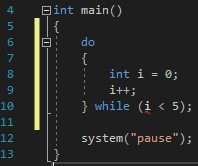 4 int main()
5 {
6 do
7 {
8 int i = 0;
9 i++;
10 } while (i < 5);
11
12 system("pause");
13 }